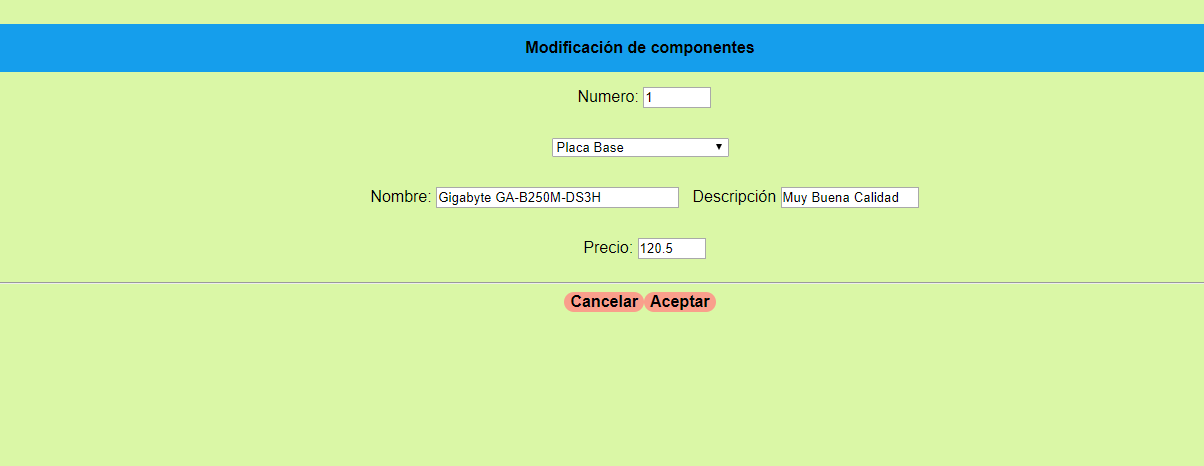 Modificación de componentes
Numero: 1
Placa Base
Nombre: Gigabyte GA-B250M-DS3H Descripción Muy Buena Calidad
Precio: 120.5
Cancelar Aceptar